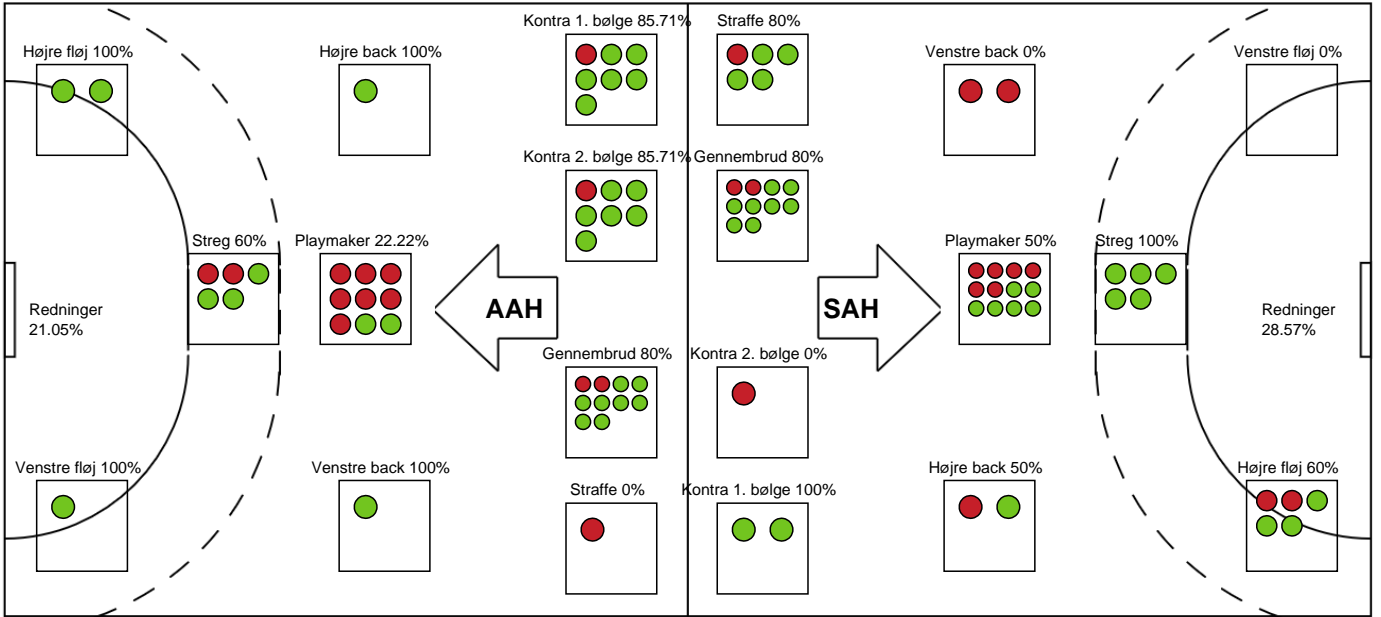 Kontra 1. bølge 85.71%
Straffe 80%
Højre fløj 100%
Højre back 100%
Venstre back 0%
Venstre fløj 0%
Kontra 2. bølge 85.71%
Gennembrud 80%
Streg 60%
Playmaker 22.22%
Playmaker 50%
Streg 100%
Redninger
21.05%
AAH
SAH
Redninger
28.57%
Gennembrud 80%
Kontra 2. bølge 0%
Venstre fløj 100%
Venstre back 100%
Straffe 0%
Kontra 1. bølge 100%
Højre back 50%
Højre fløj 60%